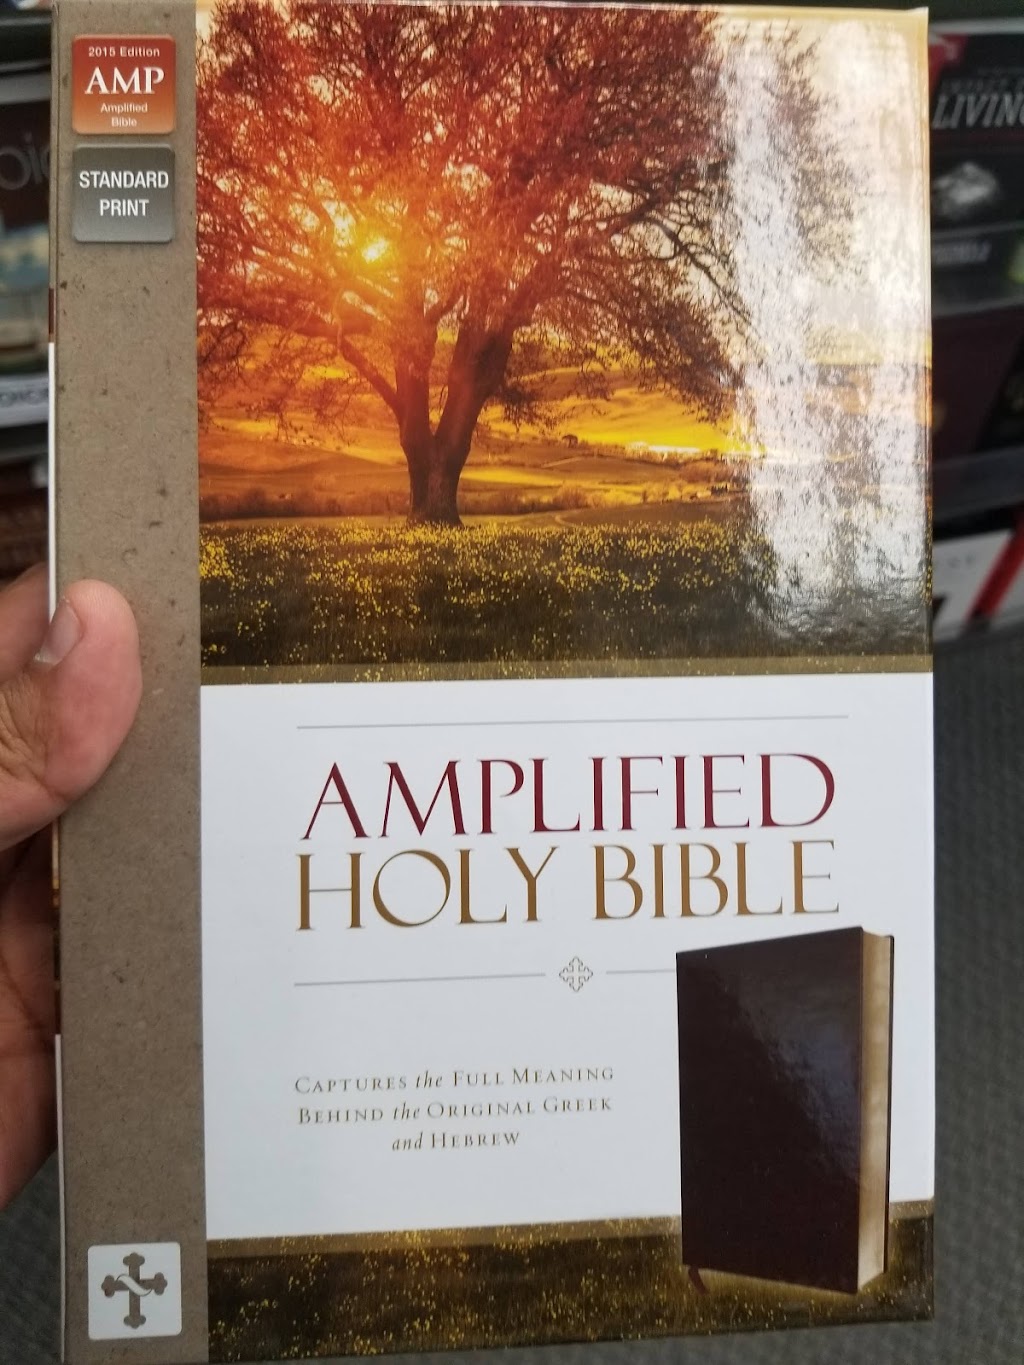 2015 Edition
AMP
Amplified
Bible
STANDARD
PRINT
AMPLIFIED
HOLY BIBLE
CAPTURES the FULL MEANING
BEHIND the ORIGINAL GREEK
and HEBREW
LIVING